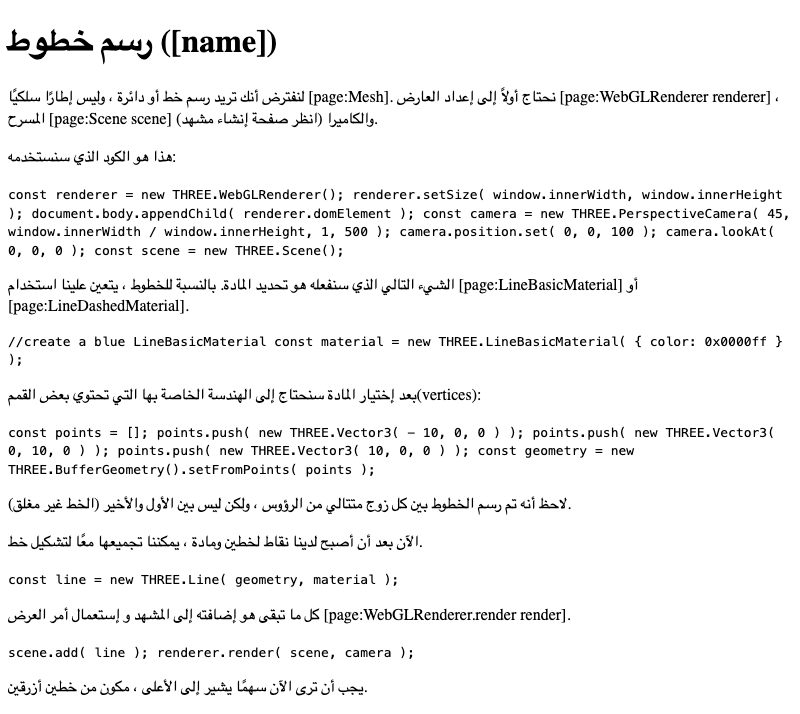 رسم خطوط ([name])
لنفترض أنك تريد رسم خط أو دائرة ، وليس إطارًا سلكيًا [page:Mesh]. نحتاج أولاً إلى إعداد العارض [page:WebGLRenderer renderer] ،
المسرح [page:Scene scene] والكاميرا (انظر صفحة إنشاء مشهد).
هذا هو الكود الذي سنستخدمه:
const renderer = new THREE.WebGLRenderer(); renderer.setSize( window.innerWidth, window.innerHeight
); document.body.appendChild( renderer.domElement ); const camera = new THREE.PerspectiveCamera( 45,
window.innerWidth / window.innerHeight, 1, 500 ); camera.position.set( 0, 0, 100 ); camera.lookAt(
0, 0, 0 ); const scene = new THREE.Scene();
الشيء التالي الذي سنفعله هو تحديد المادة. بالنسبة للخطوط ، يتعين علينا استخدام [page:LineBasicMaterial] أو
[page:LineDashedMaterial].
//create a blue LineBasicMaterial const material = new THREE.LineBasicMaterial( { color: 0x0000ff }
);
بعد إختيار المادة سنحتاج إلى الهندسة الخاصة بها التي تحتوي بعض القمم(vertices):
const points = []; points.push( new THREE.Vector3( - 10, 0, 0 ) ); points.push( new THREE.Vector3(
0, 10, 0 ) ); points.push( new THREE.Vector3( 10, 0, 0 ) ); const geometry = new
THREE.BufferGeometry().setFromPoints( points );
لاحظ أنه تم رسم الخطوط بين كل زوج متتالي من الرؤوس ، ولكن ليس بين الأول والأخير (الخط غير مغلق).
الآن بعد أن أصبح لدينا نقاط لخطين ومادة ، يمكننا تجميعها معًا لتشكيل خط.
const line = new THREE.Line( geometry, material );
كل ما تبقى هو إضافته إلى المشهد و إستعمال أمر العرض [page:WebGLRenderer.render render].
scene.add( line ); renderer.render( scene, camera );
يجب أن ترى الآن سهمًا يشير إلى الأعلى ، مكون من خطين أزرقين.